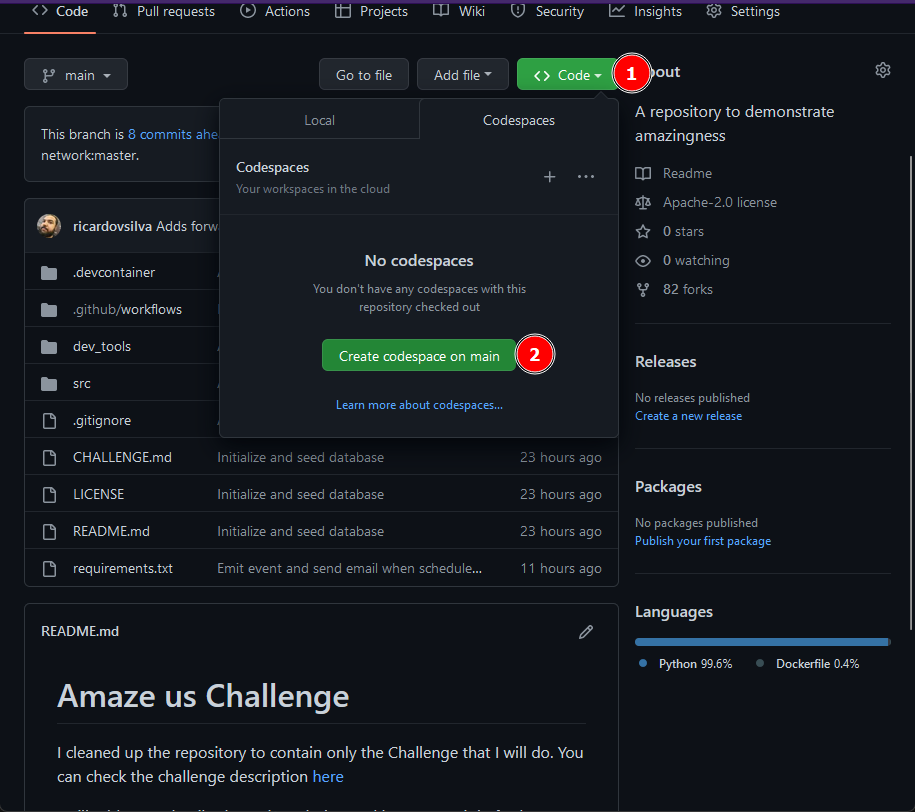 Code Pull requests Actions Projects Wiki Security Insights Settings
main Go to file Add file Code 1 out
A repository to demonstrate
amazingness
Readme
Apache-2.0 license
0 stars
0 watching
82 forks
Releases
No releases published
Create a new release
Packages
No packages published
Publish your first package
Languages
Python 99.6% Dockerfile 0.4%
This branch is 8 commits ahe
network:master.
Local Codespaces
Codespaces
Your workspaces in the cloud
No codespaces
You don't have any codespaces with this
repository checked out
Create codespace on main 2
Learn more about codespaces...
ricardovsilva Adds forw
.devcontainer
.github/workflows
dev_tools
src
.gitignore
CHALLENGE.md Initialize and seed database 23 hours ago
LICENSE Initialize and seed database 23 hours ago
README.md Initialize and seed database 23 hours ago
requirements.txt Emit event and send email when schedule... 11 hours ago
README.md
Amaze us Challenge
I cleaned up the repository to contain only the Challenge that I will do. You
can check the challenge description here